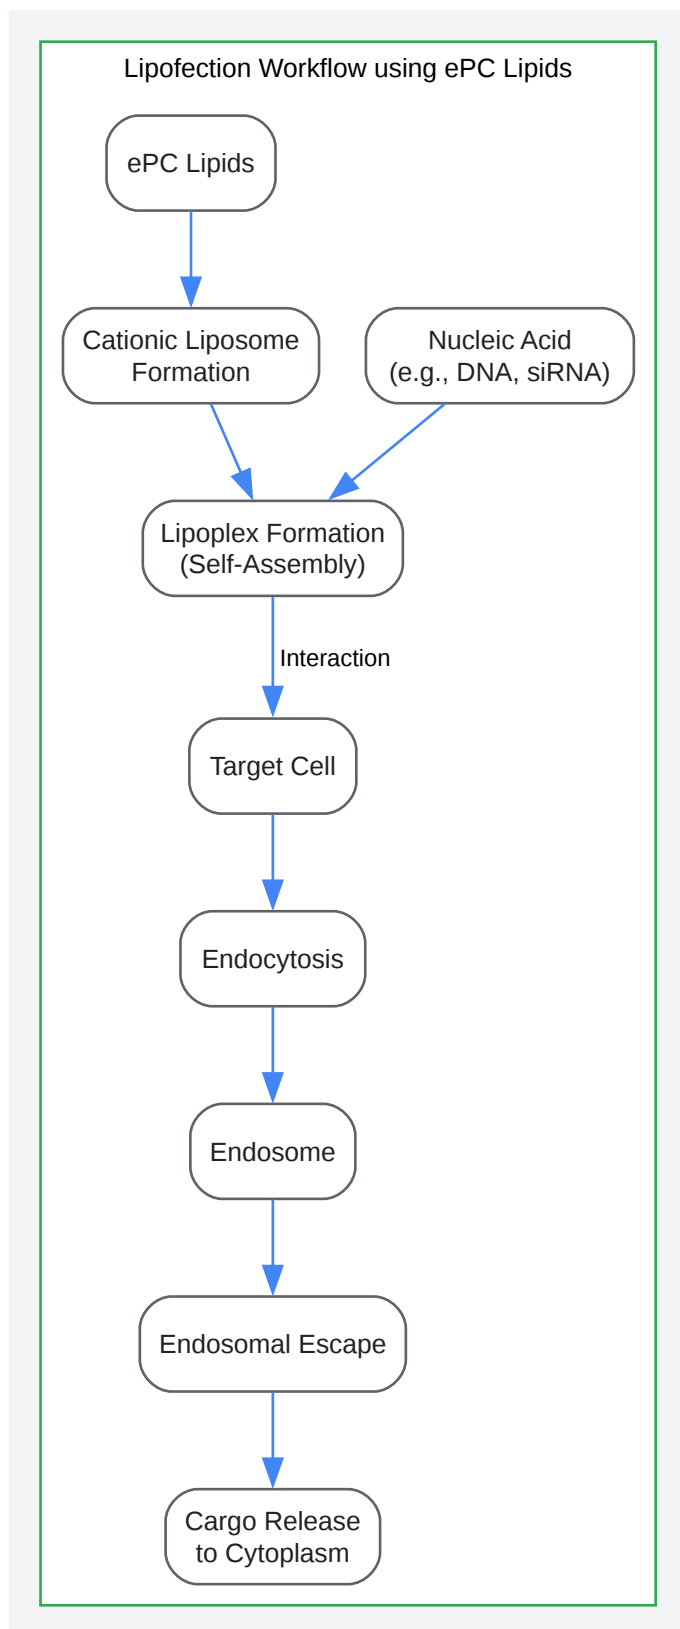 Lipofection Workflow using ePC Lipids
ePC Lipids
Cationic Liposome
Formation
Nucleic Acid
(e.g., DNA, siRNA)
Lipoplex Formation
(Self-Assembly)
Interaction
Target Cell
Endocytosis
Endosome
Endosomal Escape
Cargo Release
to Cytoplasm